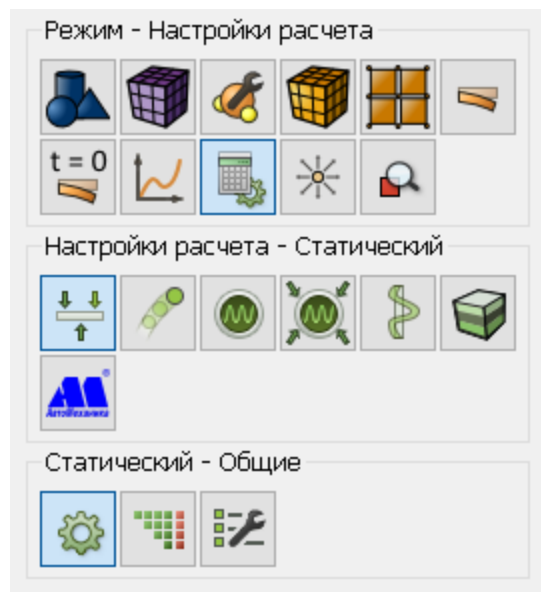 Режим - Настройки расчета
t = 0
Настройки расчета - Статический
АвтоМеханика
Статический - Общие